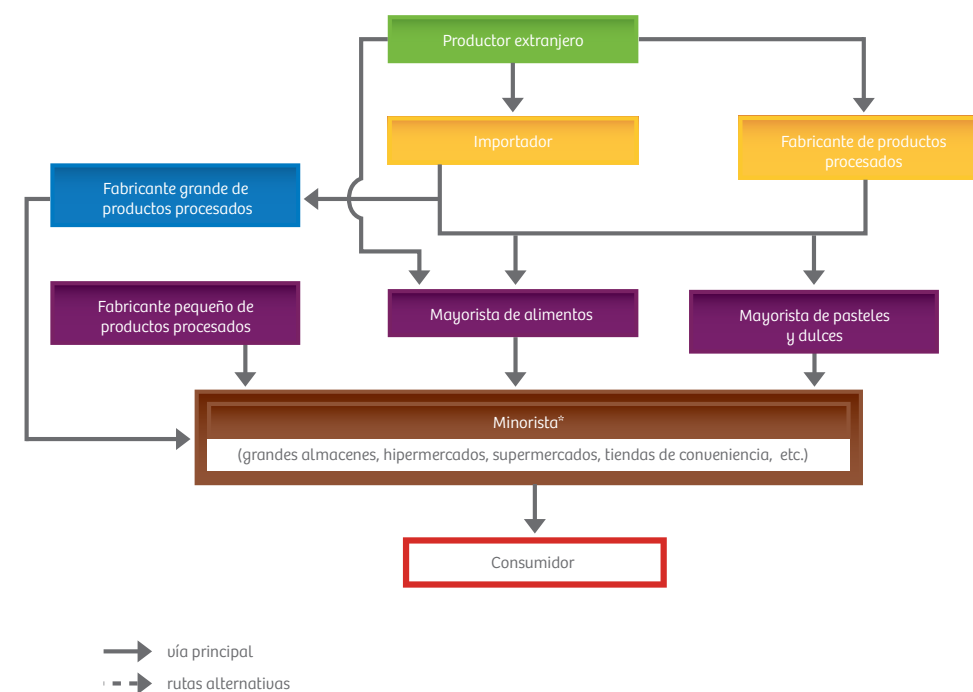 Productor extranjero
Importador
Fabricante de productos
procesados
Fabricante grande de
productos procesados
Fabricante pequeño de
productos procesados
Mayorista de alimentos
Mayorista de pasteles
y dulces
Minorista*
(grandes almacenes, hipermercados, supermercados, tiendas de conveniencia, etc.)
Consumidor
vía principal
rutas alternativas